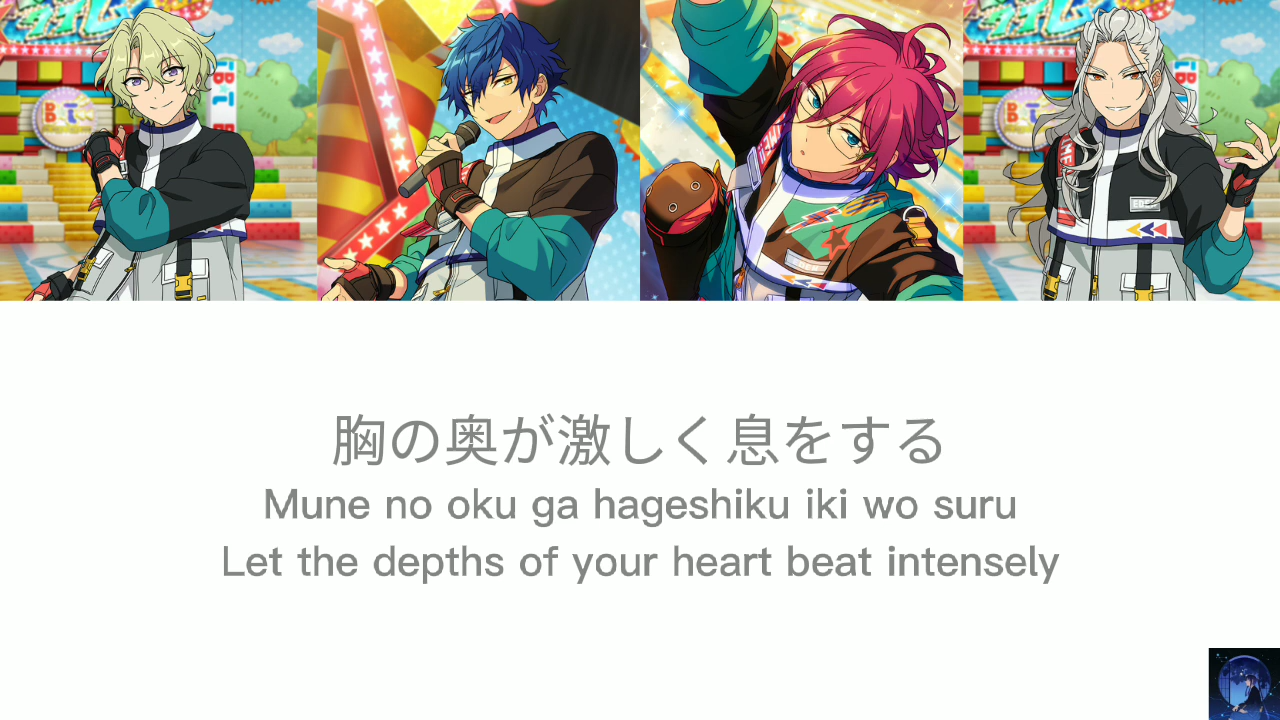 胸の奥が激しく息をする
Mune no oku ga hageshiku iki wo suru
Let the depths of your heart beat intensely